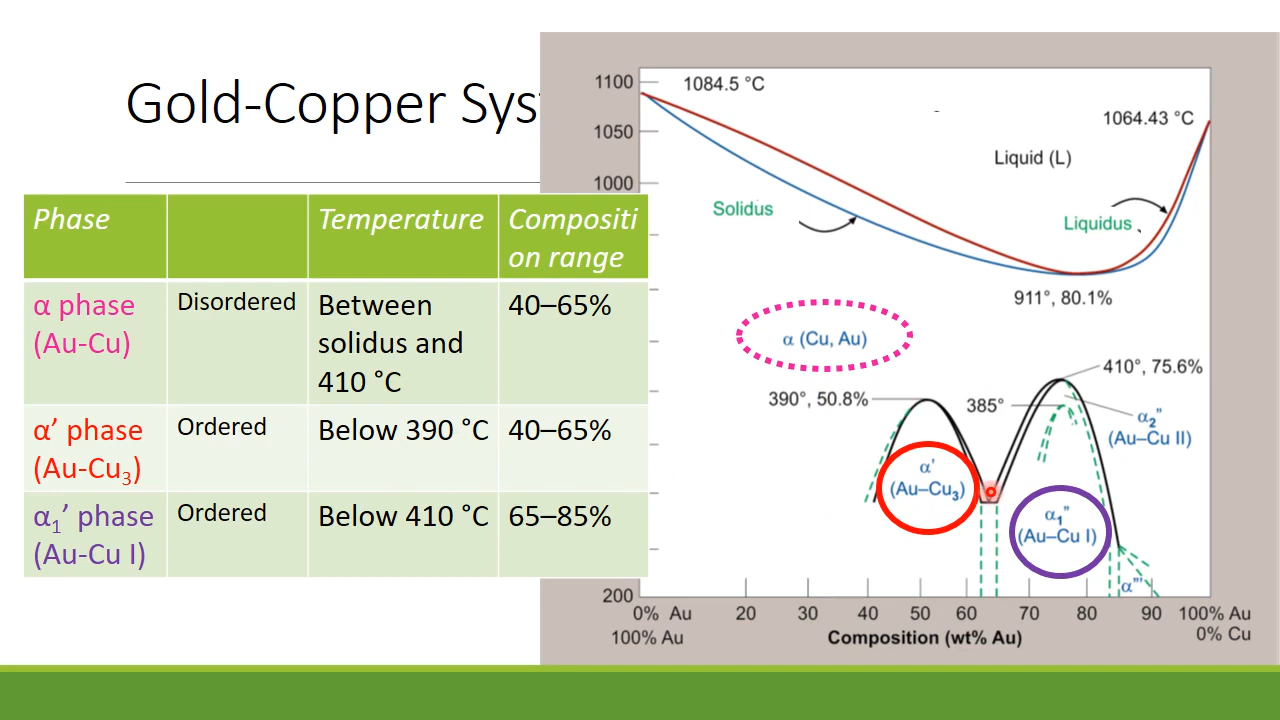 Gold-Copper Sys
Phase Temperature Compositi
on range
α phase
(Au-Cu)
Disordered
Between
solidus and
410 °C
40–65%
α’ phase
(Au-Cu3)
Ordered
Below 390 °C
40–65%
α1’ phase
(Au-Cu I)
Ordered
Below 410 °C
65–85%
1100
1050
1000
200
1084.5 °C
1064.43 °C
Liquid (L)
Solidus
Liquidus
911°, 80.1%
α (Cu, Au)
410°, 75.6%
390°, 50.8%
385°
α2”
(Au–Cu II)
α’
(Au–Cu3)
α1”
(Au–Cu I)
α”’
0% Au 20 30 40 50 60 70 80 90 100% Au
100% Au
0% Cu
Composition (wt% Au)